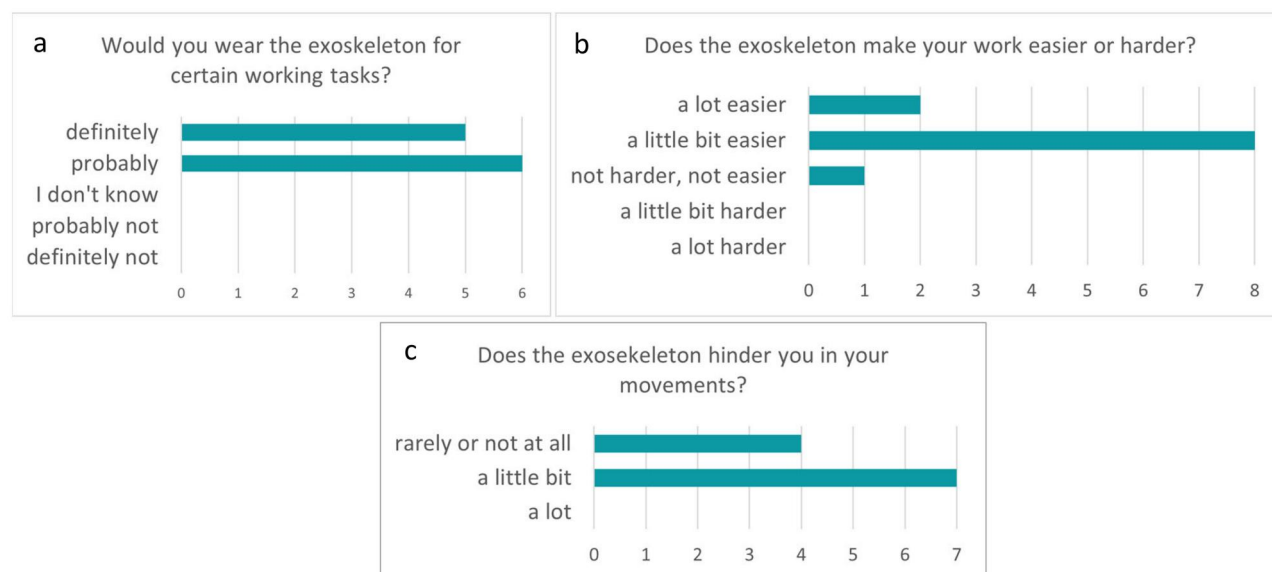 a
Would you wear the exoskeleton for
certain working tasks?
definitely
probably
I don't know
probably not
definitely not
0 1 2 3 4 5 6
b
Does the exoskeleton make your work easier or harder?
a lot easier
a little bit easier
not harder, not easier
a little bit harder
a lot harder
0 1 2 3 4 5 6 7 8
c
Does the exosekeleton hinder you in your
movements?
rarely or not at all
a little bit
a lot
0 1 2 3 4 5 6 7